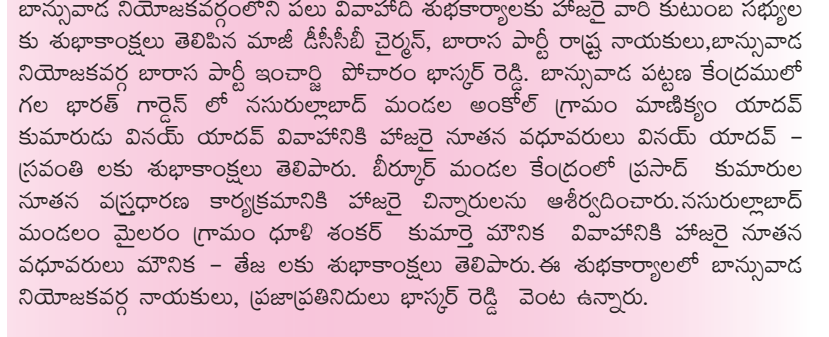 బాన్సువాడ నియోజకవర్గంలోని పలు వివాహాది శుభకార్యాలకు హాజరై వారి కుటుంబ సభ్యుల
కు శుభాకాంక్షలు తెలిపిన మాజీ డీసీసీబీ చైర్మన్, బారాస పార్టీ రాష్ట్ర నాయకులు,బాన్సువాడ
నియోజకవర్గ బారాస పార్టీ ఇంచార్జి పోచారం భాస్కర్ రెడ్డి. బాన్సువాడ పట్టణ కేంద్రములో
గల భారత్ గార్డెన్ లో నసురుల్లాబాద్ మండల అంకోల్ గ్రామం మాణిక్యం యాదవ్
కుమారుడు వినయ్ యాదవ్ వివాహానికి హాజరై నూతన వధూవరులు వినయ్ యాదవ్ –
స్రవంతి లకు శుభాకాంక్షలు తెలిపారు. బీర్కూర్ మండల కేంద్రంలో ప్రసాద్ కుమారుల
నూతన వస్త్రధారణ కార్యక్రమానికి హాజరై చిన్నారులను ఆశీర్వదించారు.నసురుల్లాబాద్
మండలం మైలరం గ్రామం ధూళి శంకర్ కుమార్తె మౌనిక వివాహానికి హాజరై నూతన
వధూవరులు మౌనిక – తేజ లకు శుభాకాంక్షలు తెలిపారు.ఈ శుభకార్యాలలో బాన్సువాడ
నియోజకవర్గ నాయకులు, ప్రజాప్రతినిదులు భాస్కర్ రెడ్డి వెంట ఉన్నారు.